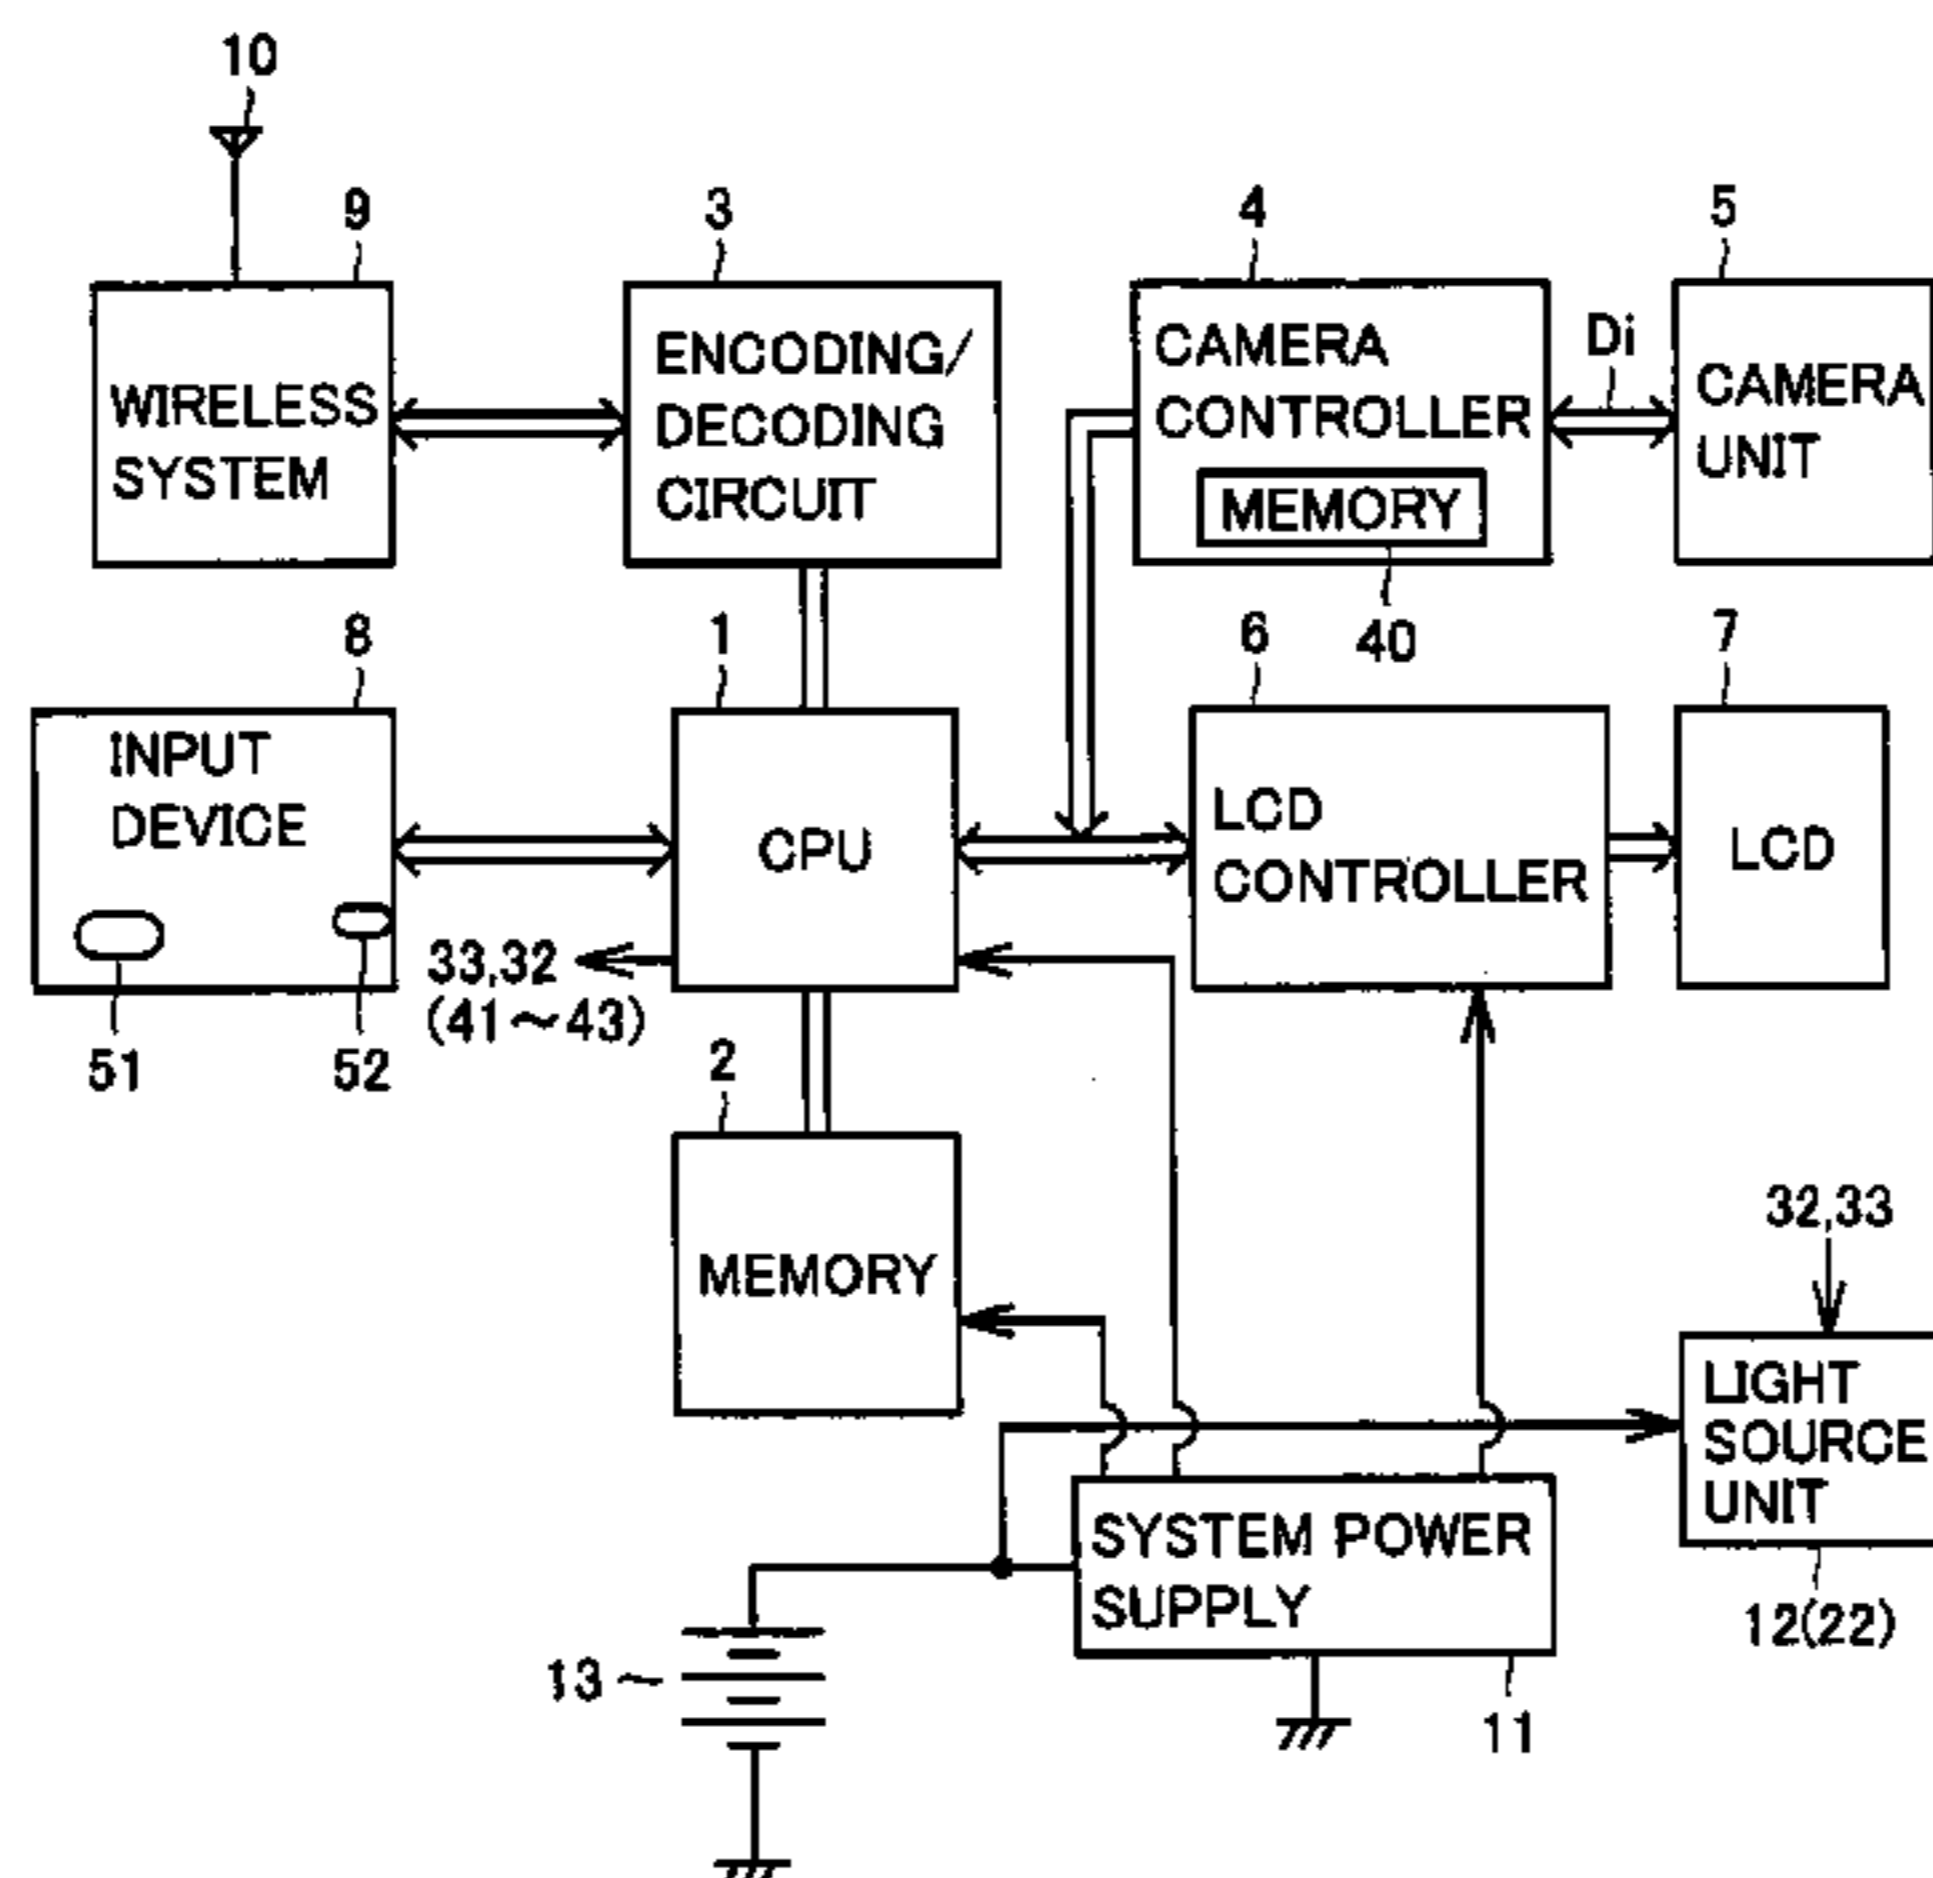 10
9
3
4
5
WIRELESS
SYSTEM
ENCODING/
DECODING
CIRCUIT
CAMERA
CONTROLLER
MEMORY
40
Di
CAMERA
UNIT
8
1
6
7
INPUT
DEVICE
51
52
CPU
33,32
(41~43)
LCD
CONTROLLER
LCD
2
MEMORY
32,33
LIGHT
SOURCE
UNIT
12(22)
SYSTEM POWER
SUPPLY
11
13~